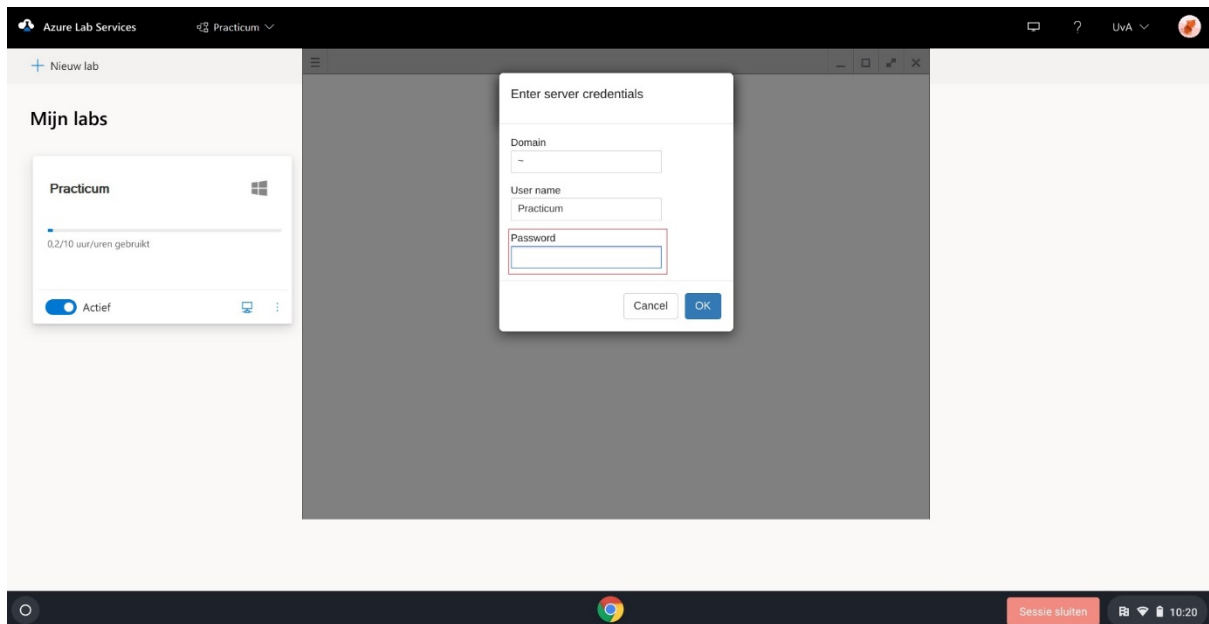 Azure Lab Services
Practicum
UvA
Nieuw lab
Mijn labs
Practicum
0,2/10 uur/uren gebruikt
Actief
Enter server credentials
Domain
~
User name
Practicum
Password
Cancel OK
Sessie sluiten
10:20